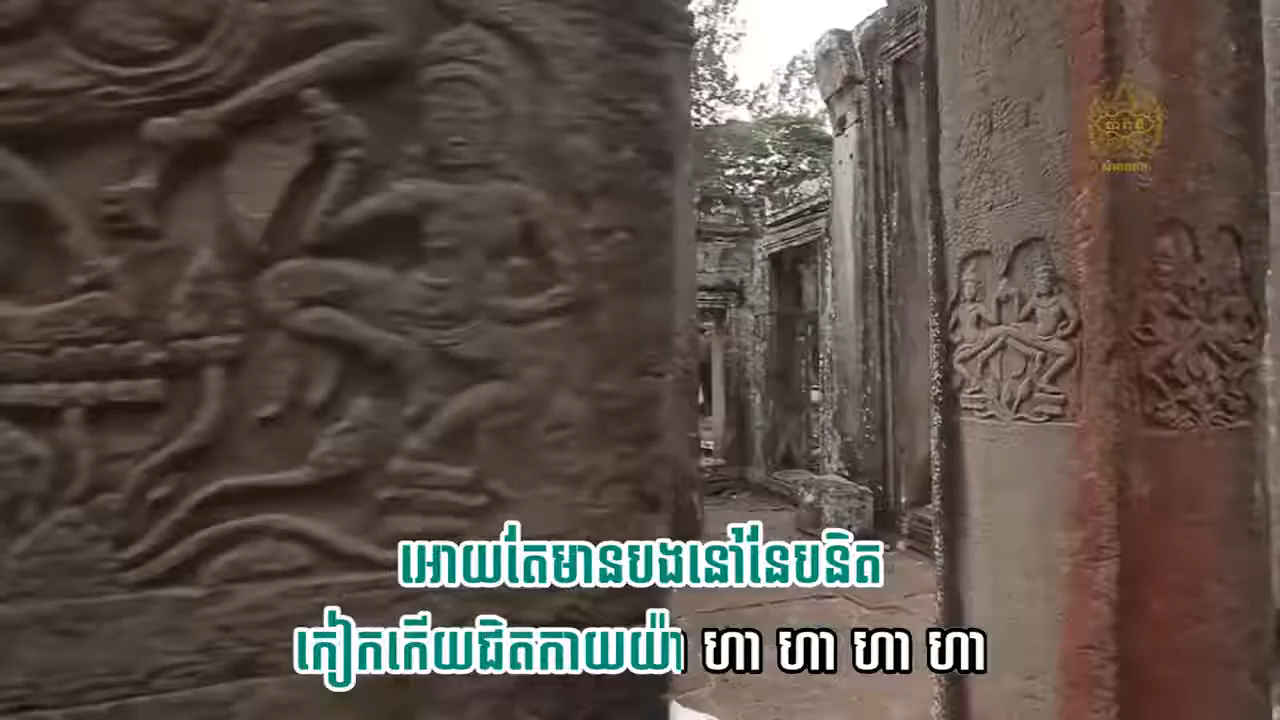 អោយតែមានបងនៅនែបនិត
កៀកកើយជិតកាយយ៉ា ហា ហា ហា ហា